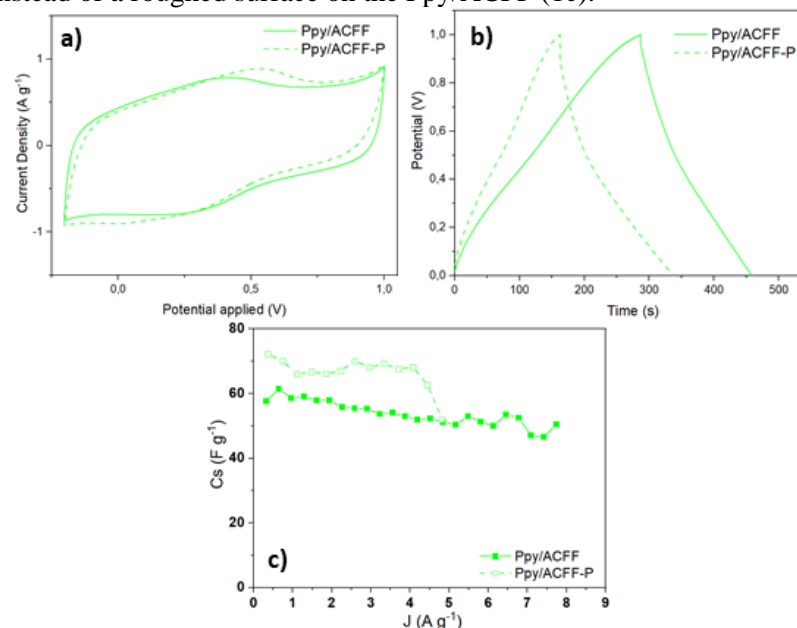 instead of a roughed surface on the Ppy/ACFF (1c).
a)
Ppy/ACFF
Ppy/ACFF-P
Current Density (A g⁻¹)
1
0
-1
0,0
0,5
1,0
Potential applied (V)
b)
Ppy/ACFF
Ppy/ACFF-P
Potential (V)
1,0
0,8
0,6
0,4
0,2
0,0
0
100
200
300
400
500
Time (s)
c)
Ppy/ACFF
Ppy/ACFF-P
Cs (F g⁻¹)
80
60
40
20
0
0
1
2
3
4
5
6
7
8
9
J (A g⁻¹)